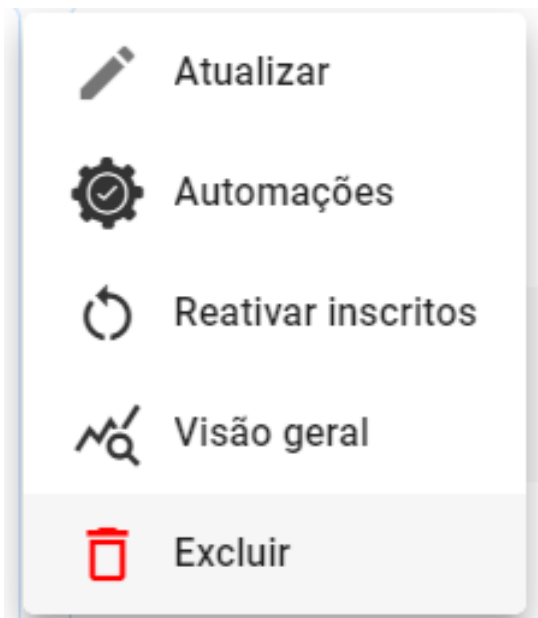 Atualizar
Automações
Reativar inscritos
Visão geral
Excluir